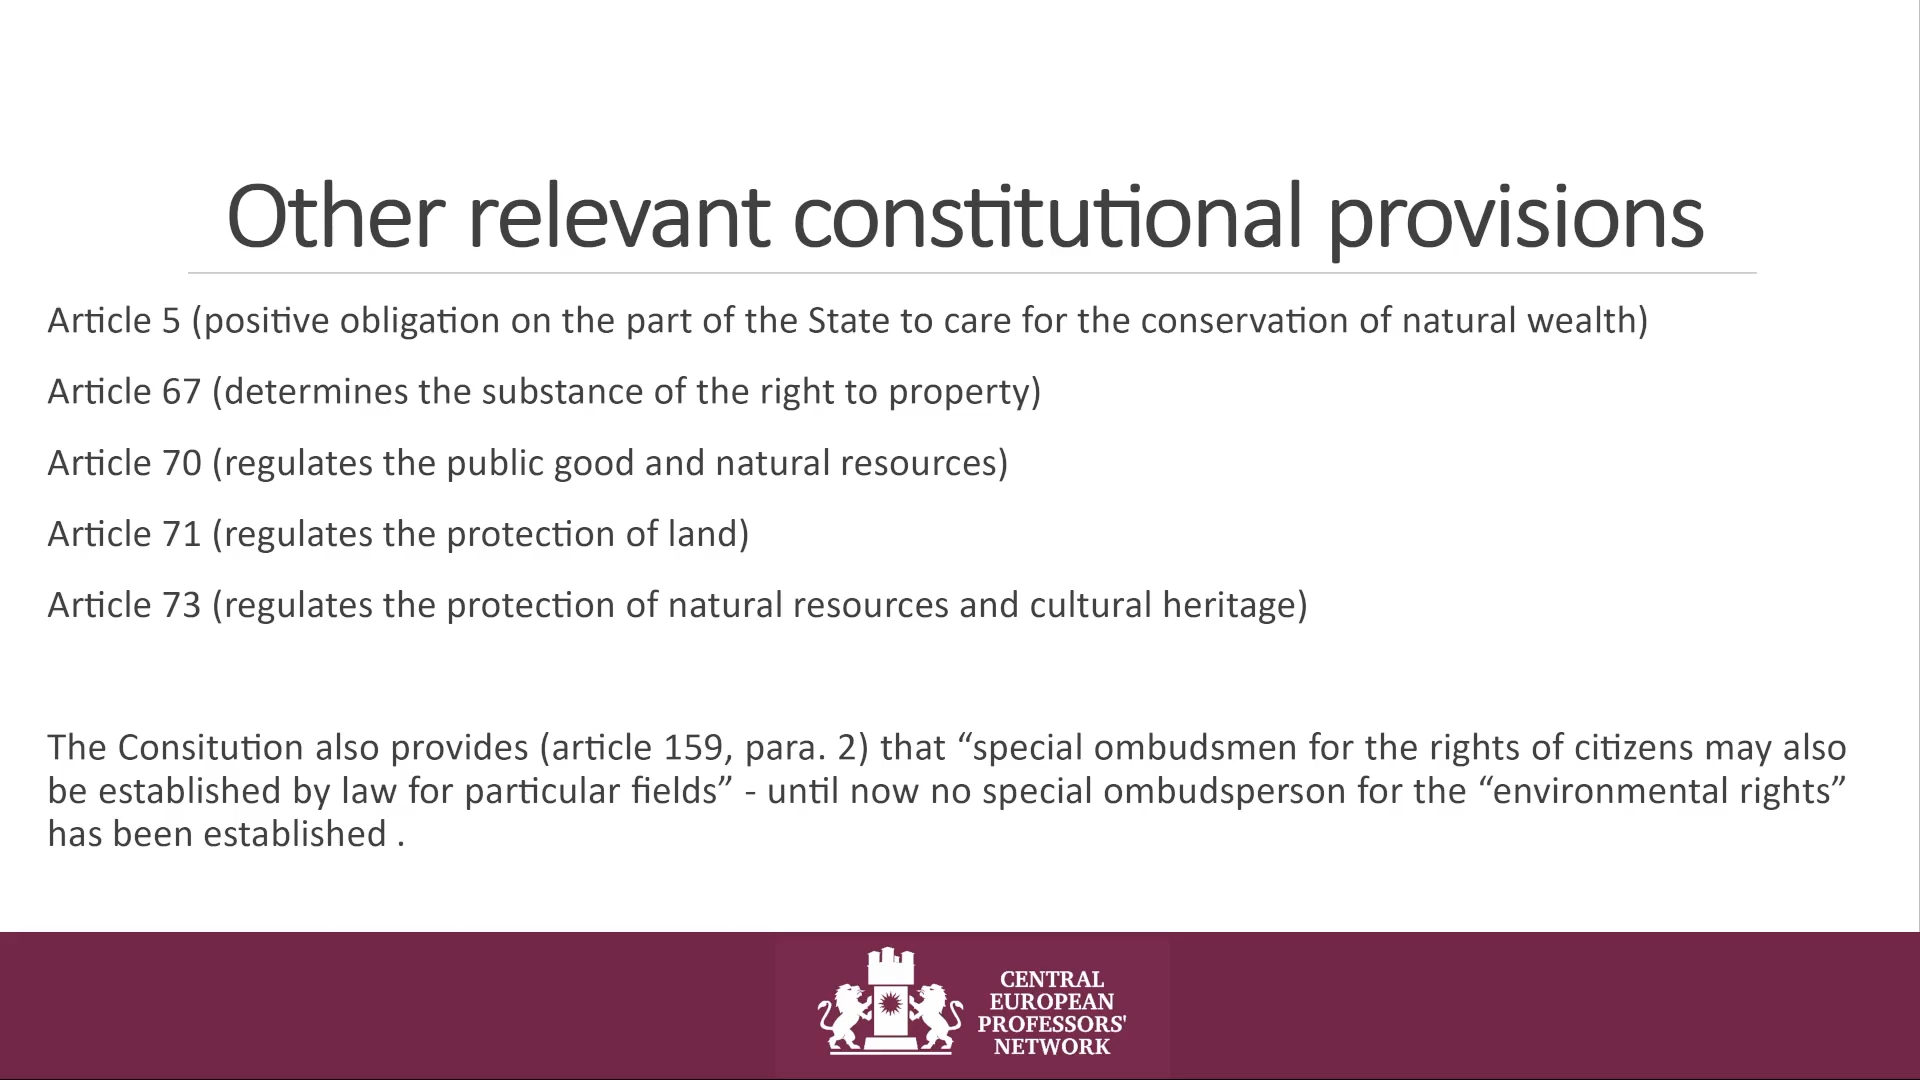 Other relevant constitutional provisions
Article 5 (positive obligation on the part of the State to care for the conservation of natural wealth)
Article 67 (determines the substance of the right to property)
Article 70 (regulates the public good and natural resources)
Article 71 (regulates the protection of land)
Article 73 (regulates the protection of natural resources and cultural heritage)
The Consitution also provides (article 159, para. 2) that “special ombudsmen for the rights of citizens may also
be established by law for particular fields” - until now no special ombudsperson for the “environmental rights”
has been established .
CENTRAL
EUROPEAN
PROFESSORS'
NETWORK